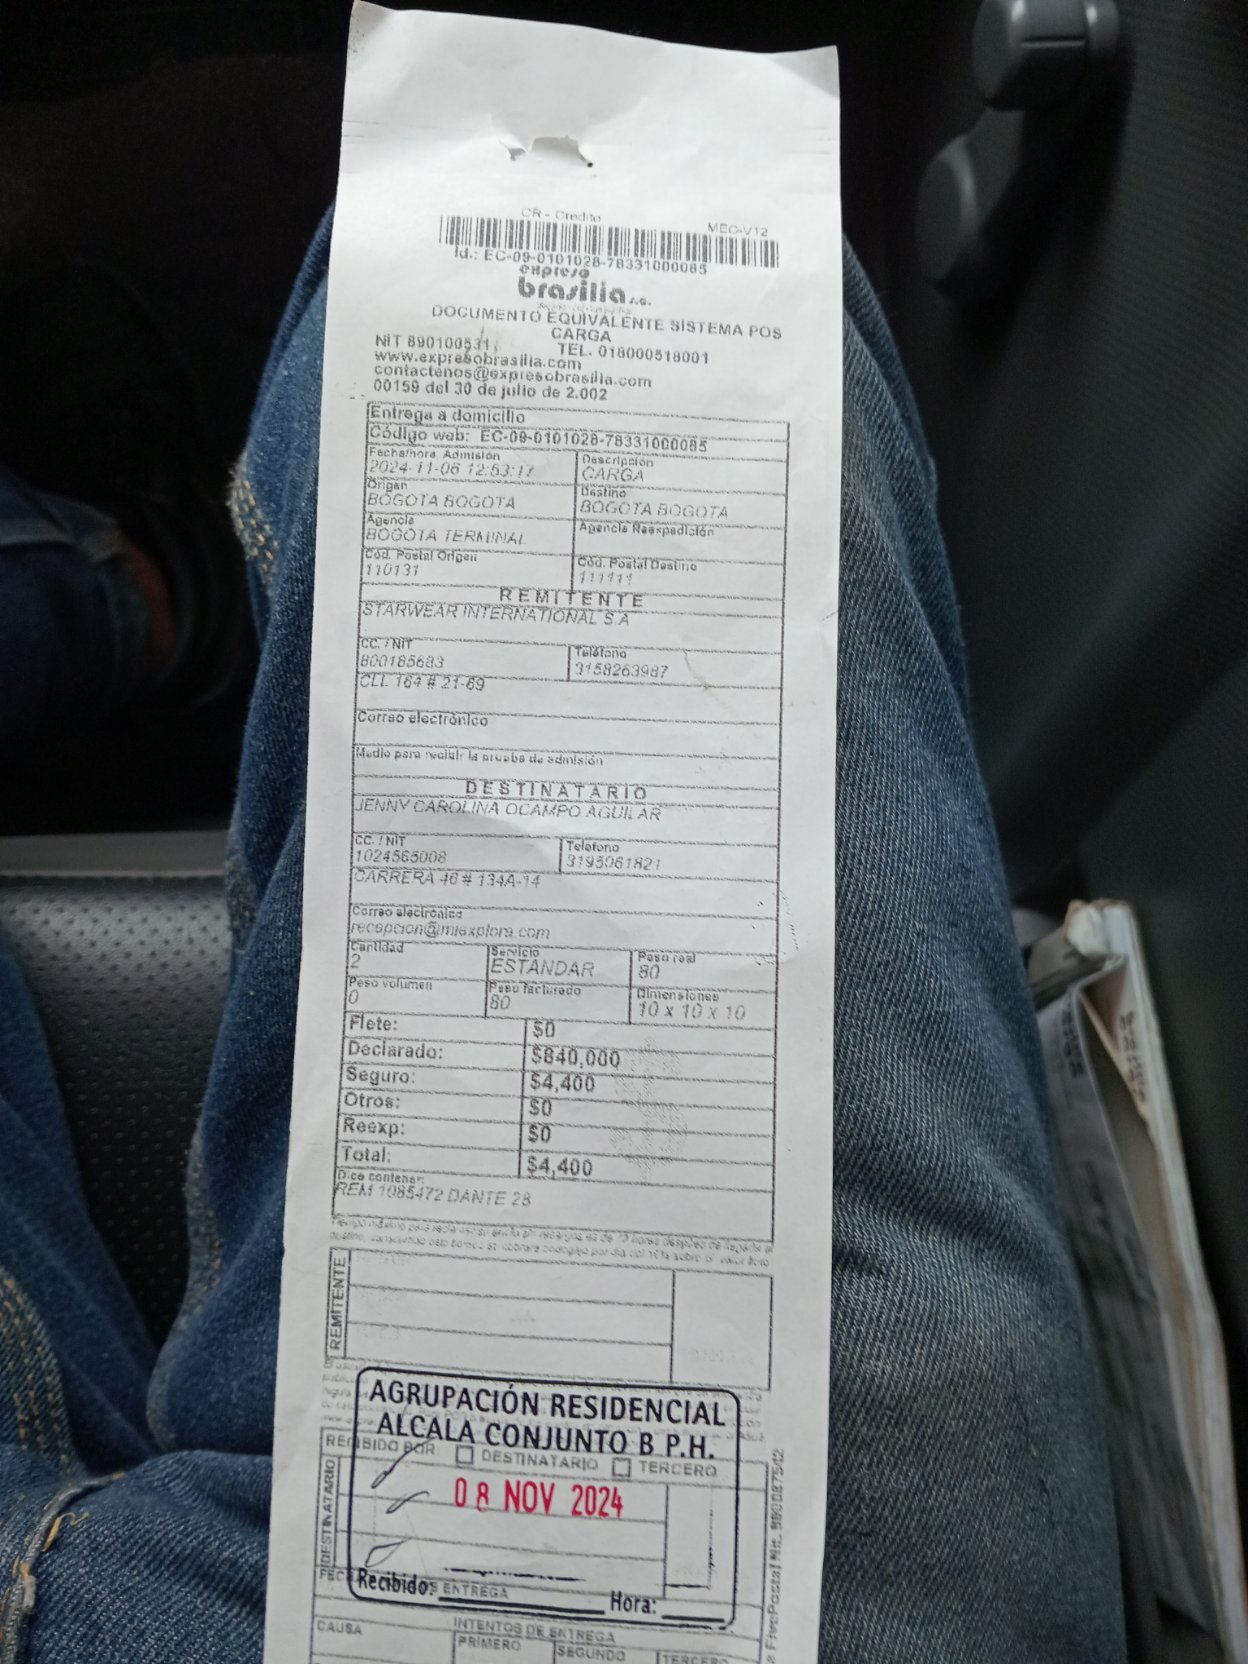 CR - Credito
MEC-V12
Id.: EC-09-0101028-78331000085
expreso
brasilia s.a.
DOCUMENTO EQUIVALENTE SISTEMA POS
CARGA
NIT 890100531 TEL. 018000518001
www.expresobrasilia.com
contactenos@expresobrasilia.com
00159 del 30 de julio de 2.002
Entrega a domicilio
Código web: EC-09-0101028-78331000085
Fecha/hora Admisión Descripción
2024-11-06 12:53:17 CARGA
Origen Destino
BOGOTA BOGOTA BOGOTA BOGOTA
Agencia Agencia Reexpedición
BOGOTA TERMINAL
Cód. Postal Origen Cód. Postal Destino
110131 111111
REMITENTE
STARWEAR INTERNATIONAL S A
CC. / NIT Teléfono
800185683 3158263987
CLL 164 # 21-69
Correo electrónico
Medio para recibir la prueba de admisión
DESTINATARIO
JENNY CAROLINA OCAMPO AGUILAR
CC. / NIT Telefono
1024565008 3195061821
CARRERA 46 # 134A-14
Correo electrónico
recepcion@miexplora.com
Cantidad Servicio Peso real
2 ESTANDAR 80
Peso volumen Peso facturado Dimensiones
0 80 10 x 10 x 10
Flete: $0
Declarado: $840,000
Seguro: $4,400
Otros: $0
Reexp: $0
Total: $4,400
Dice contener:
REM 1085472 DANTE 28
REMITENTE
AGRUPACIÓN RESIDENCIAL
ALCALA CONJUNTO B P.H.
RECIBIDO POR DESTINATARIO TERCERO
08 NOV 2024
DESTINATARIO
Recibido: ENTREGA Hora:
CAUSA INTENTOS DE ENTREGA
PRIMERO SEGUNDO TERCERO